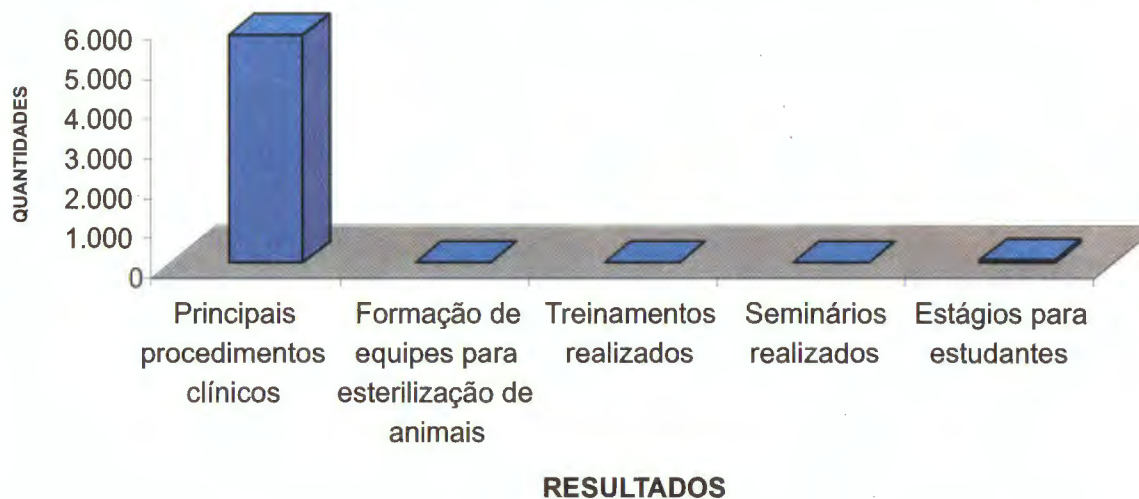 QUANTIDADES
6.000
5.000
4.000
3.000
2.000
1.000
0
Principais
procedimentos
clínicos
Formação de
equipes para
esterilização de
animais
Treinamentos
realizados
Seminários
realizados
Estágios para
estudantes
RESULTADOS